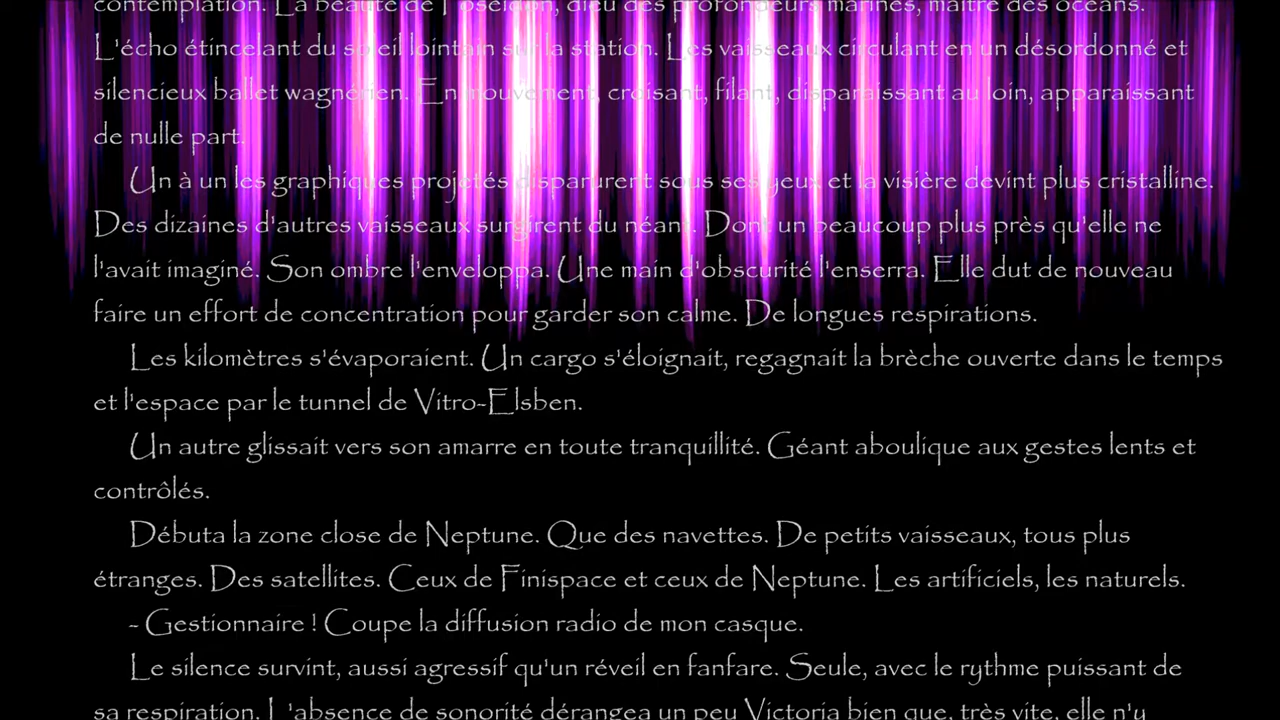 contemplation. La beauté de Poséidon, dieu des profondeurs marines, maître des océans.
L'écho étincelant du soleil lointain sur la station. Les vaisseaux circulant en un désordonné et
silencieux ballet wagnérien. En mouvement, croisant, filant, disparaissant au loin, apparaissant
de nulle part.
Un à un les graphiques projetés disparurent sous ses yeux et la visière devint plus cristalline.
Des dizaines d'autres vaisseaux surgirent du néant. Dont un beaucoup plus près qu'elle ne
l'avait imaginé. Son ombre l'enveloppa. Une main d'obscurité l'enserra. Elle dut de nouveau
faire un effort de concentration pour garder son calme. De longues respirations.
Les kilomètres s'évaporaient. Un cargo s'éloignait, regagnait la brèche ouverte dans le temps
et l'espace par le tunnel de Vitro-Elsben.
Un autre glissait vers son amarre en toute tranquillité. Géant aboulique aux gestes lents et
contrôlés.
Débuta la zone close de Neptune. Que des navettes. De petits vaisseaux, tous plus
étranges. Des satellites. Ceux de Finispace et ceux de Neptune. Les artificiels, les naturels.
- Gestionnaire ! Coupe la diffusion radio de mon casque.
Le silence survint, aussi agressif qu'un réveil en fanfare. Seule, avec le rythme puissant de
sa respiration. L'absence de sonorité dérangea un peu Victoria bien que, très vite, elle n'y